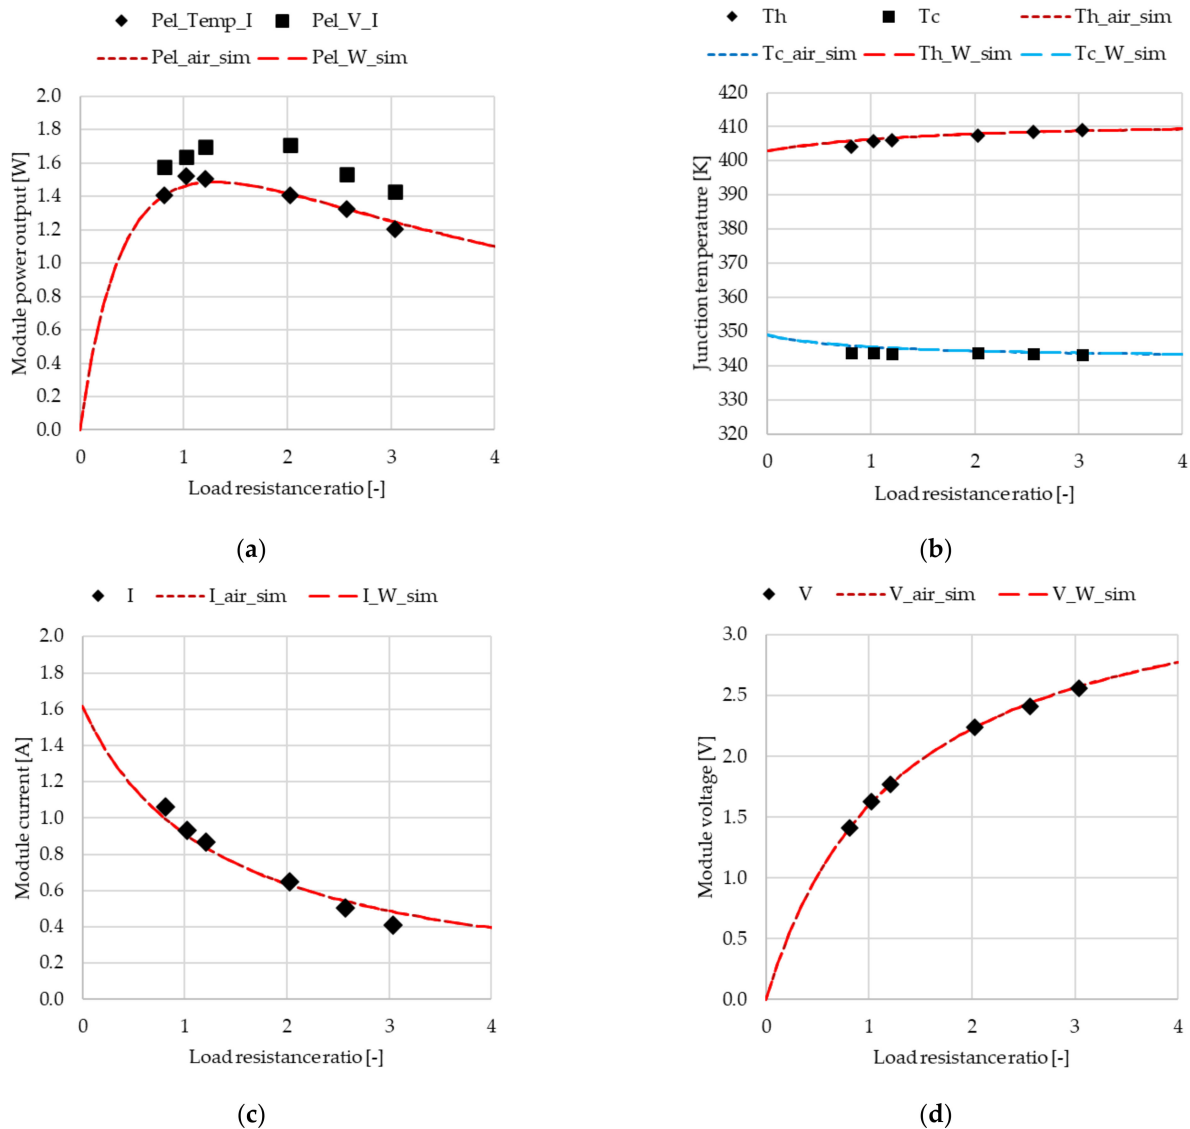 Pel_Temp_I Pel_V_I
Pel_air_sim Pel_W_sim
2.0
1.8
1.6
1.4
1.2
1.0
0.8
0.6
0.4
0.2
0.0
Module power output [W]
0 1 2 3 4
Load resistance ratio [-]
(a)
Th Tc Th_air_sim
Tc_air_sim Th_W_sim Tc_W_sim
420
410
400
390
380
370
360
350
340
330
320
Junction temperature [K]
0 1 2 3 4
Load resistance ratio [-]
(b)
I I_air_sim I_W_sim
2.0
1.8
1.6
1.4
1.2
1.0
0.8
0.6
0.4
0.2
0.0
Module current [A]
0 1 2 3 4
Load resistance ratio [-]
(c)
V V_air_sim V_W_sim
3.0
2.5
2.0
1.5
1.0
0.5
0.0
Module voltage [V]
0 1 2 3 4
Load resistance ratio [-]
(d)